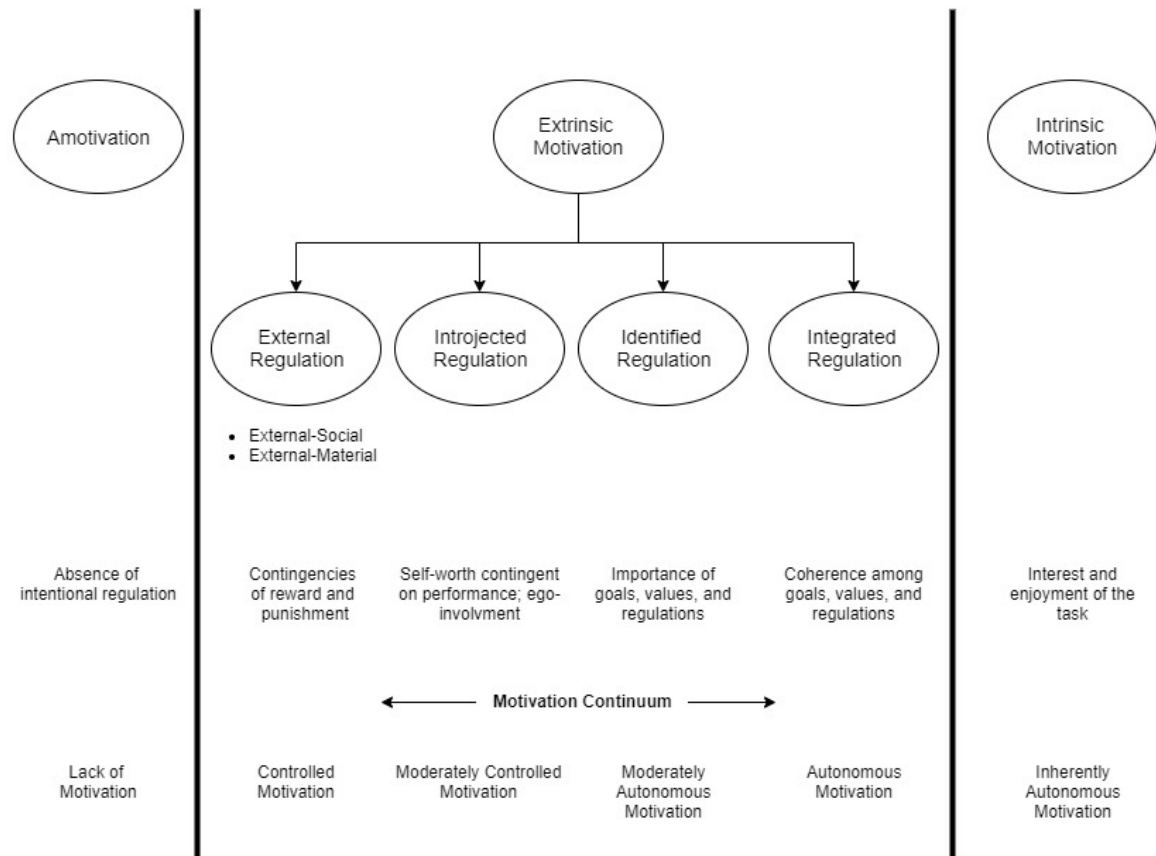 Amotivation
Extrinsic
Motivation
Intrinsic
Motivation
External
Regulation
Introjected
Regulation
Identified
Regulation
Integrated
Regulation
• External-Social
• External-Material
Absence of
intentional regulation
Contingencies
of reward and
punishment
Self-worth contingent
on performance; ego-
involvment
Importance of
goals, values, and
regulations
Coherence among
goals, values, and
regulations
Interest and
enjoyment of the
task
Motivation Continuum
Lack of
Motivation
Controlled
Motivation
Moderately Controlled
Motivation
Moderately
Autonomous
Motivation
Autonomous
Motivation
Inherently
Autonomous
Motivation